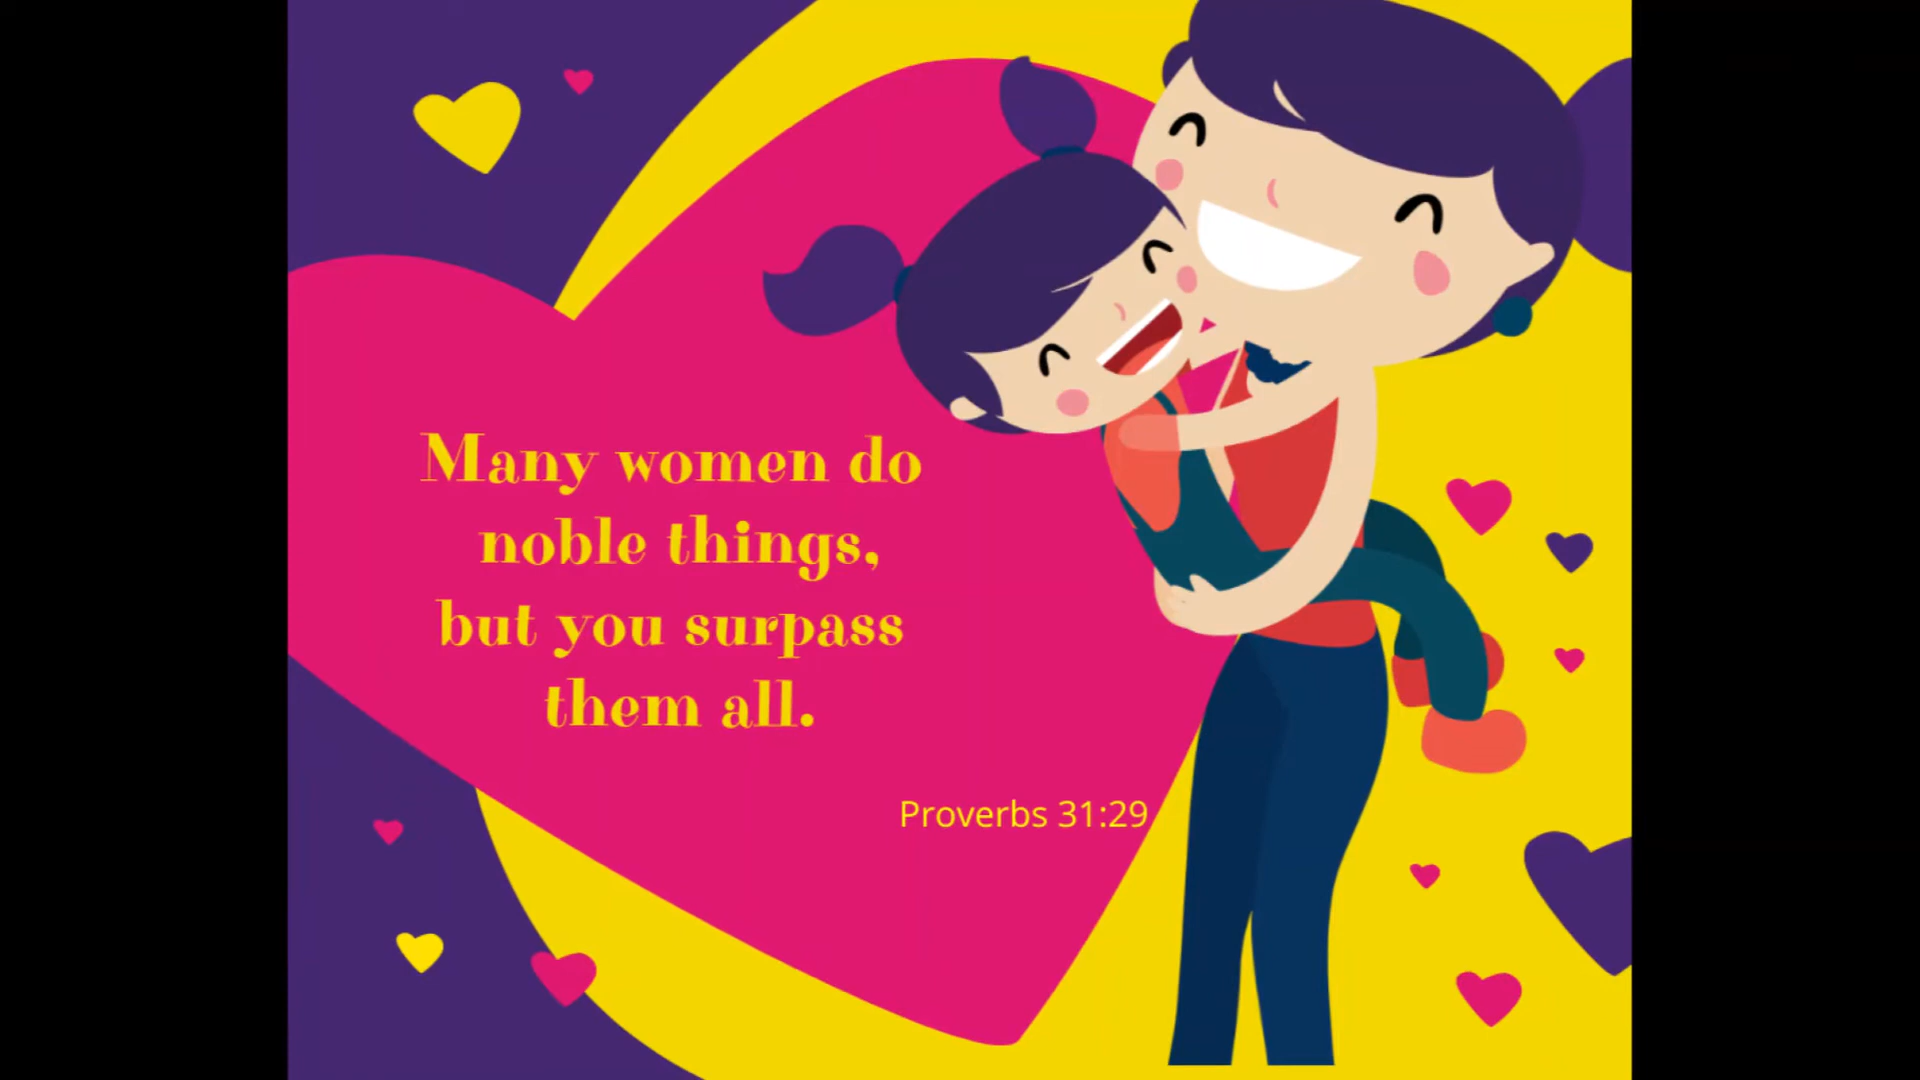 Many women do
noble things,
but you surpass
them all.
Proverbs 31:29